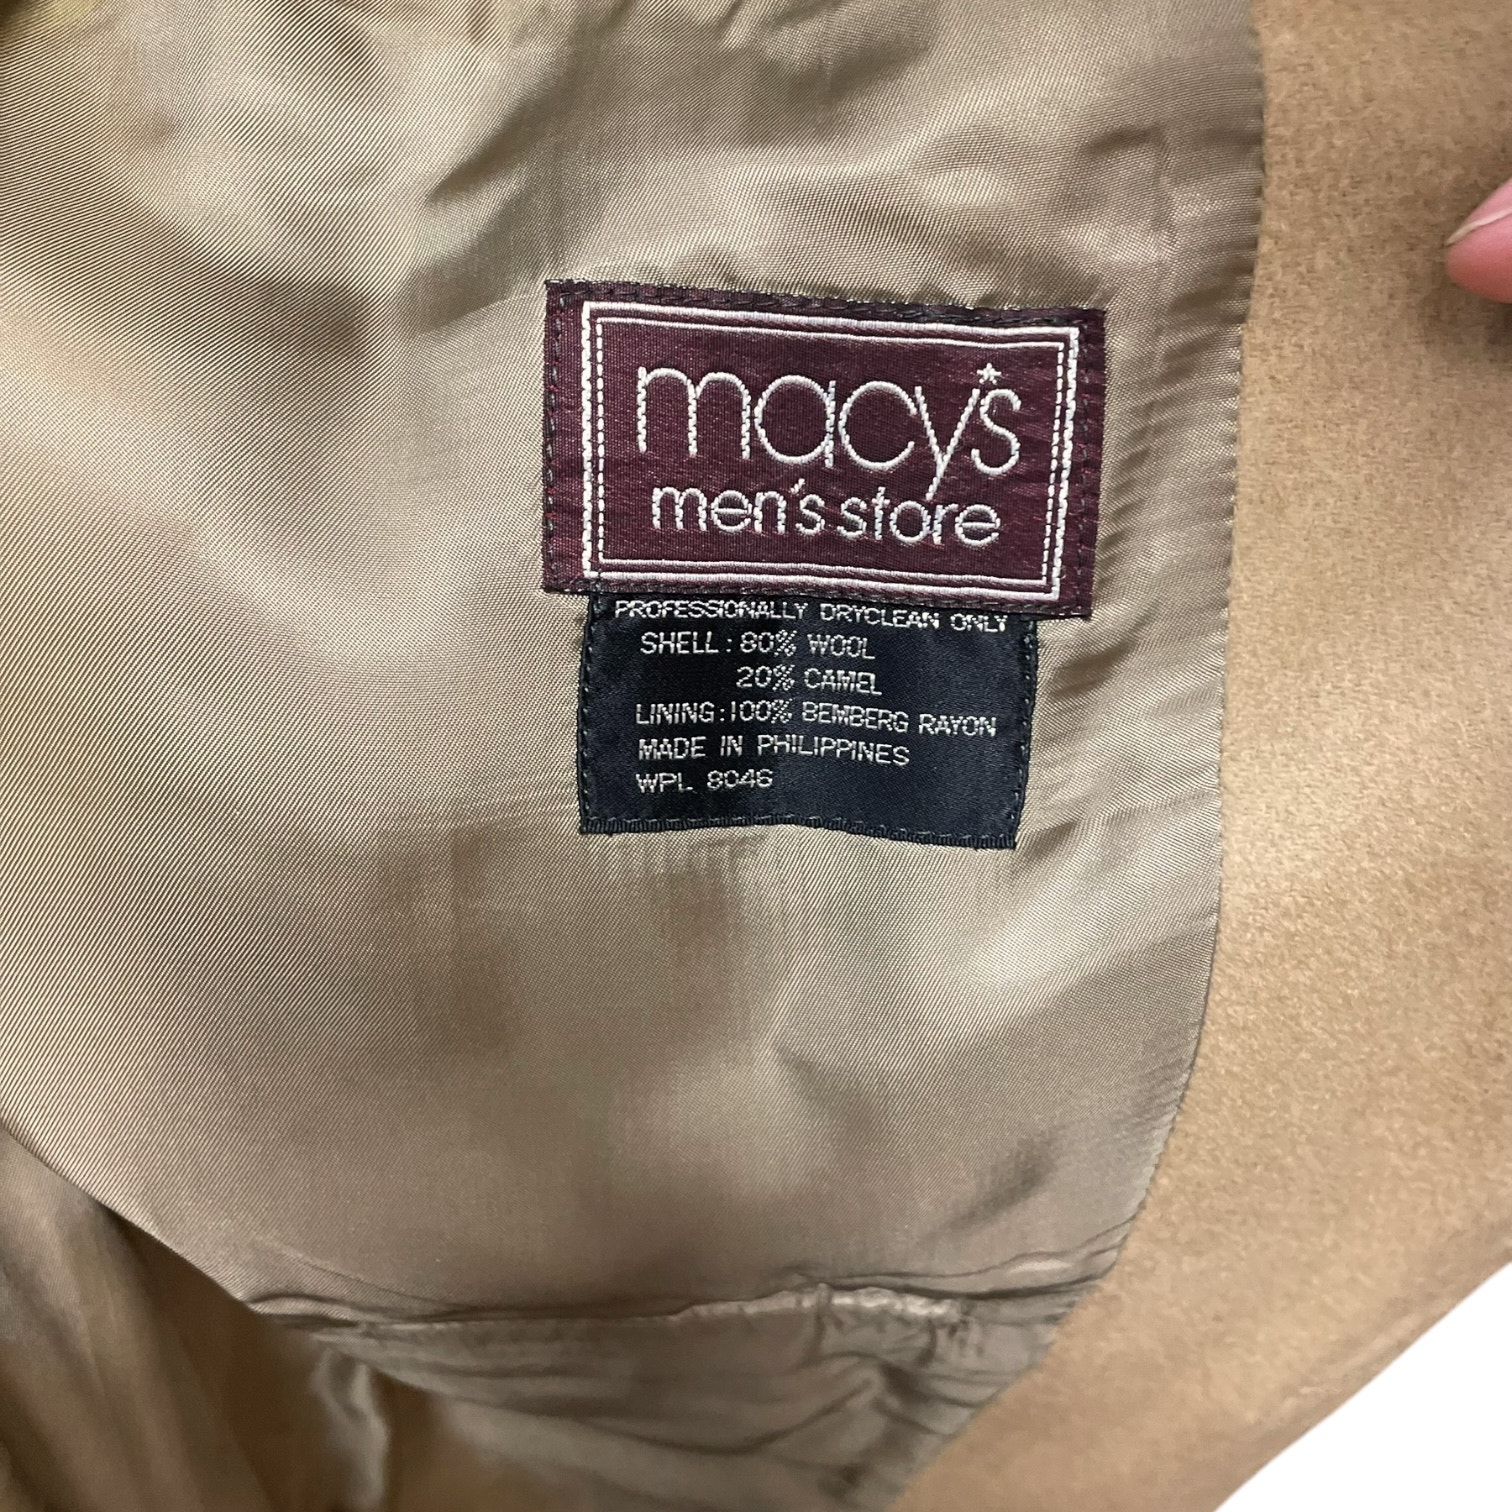 macy's
men's store
PROFESSIONALLY DRYCLEAN ONLY
SHELL: 80% WOOL
20% CAMEL
LINING: 100% BEMBERG RAYON
MADE IN PHILIPPINES
WPL 8046